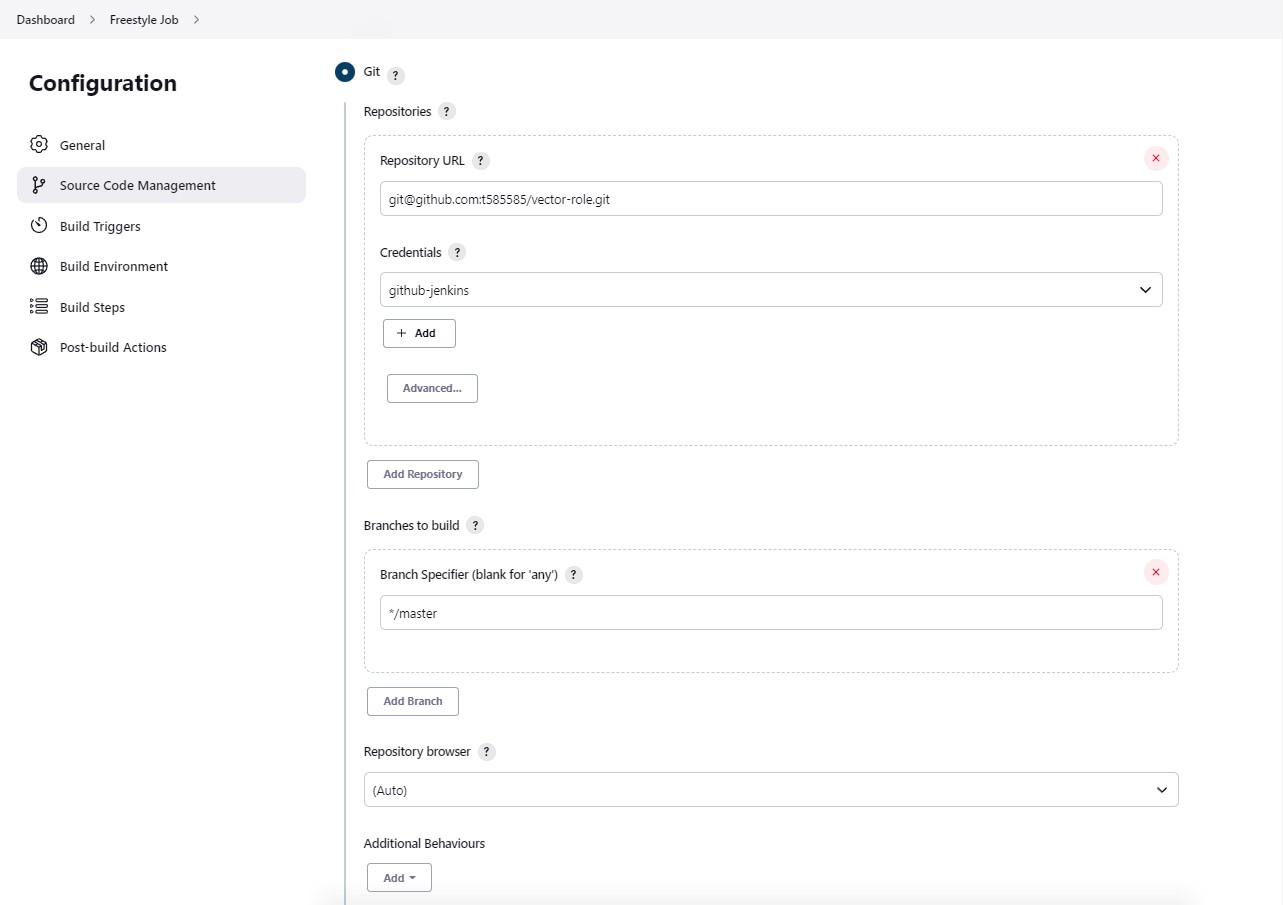 Dashboard > Freestyle Job >
Configuration
General
Source Code Management
Build Triggers
Build Environment
Build Steps
Post-build Actions
Git ?
Repositories ?
Repository URL ?
git@github.com:t585585/vector-role.git
Credentials ?
github-jenkins
+ Add
Advanced...
Add Repository
Branches to build ?
Branch Specifier (blank for 'any') ?
*/master
Add Branch
Repository browser ?
(Auto)
Additional Behaviours
Add